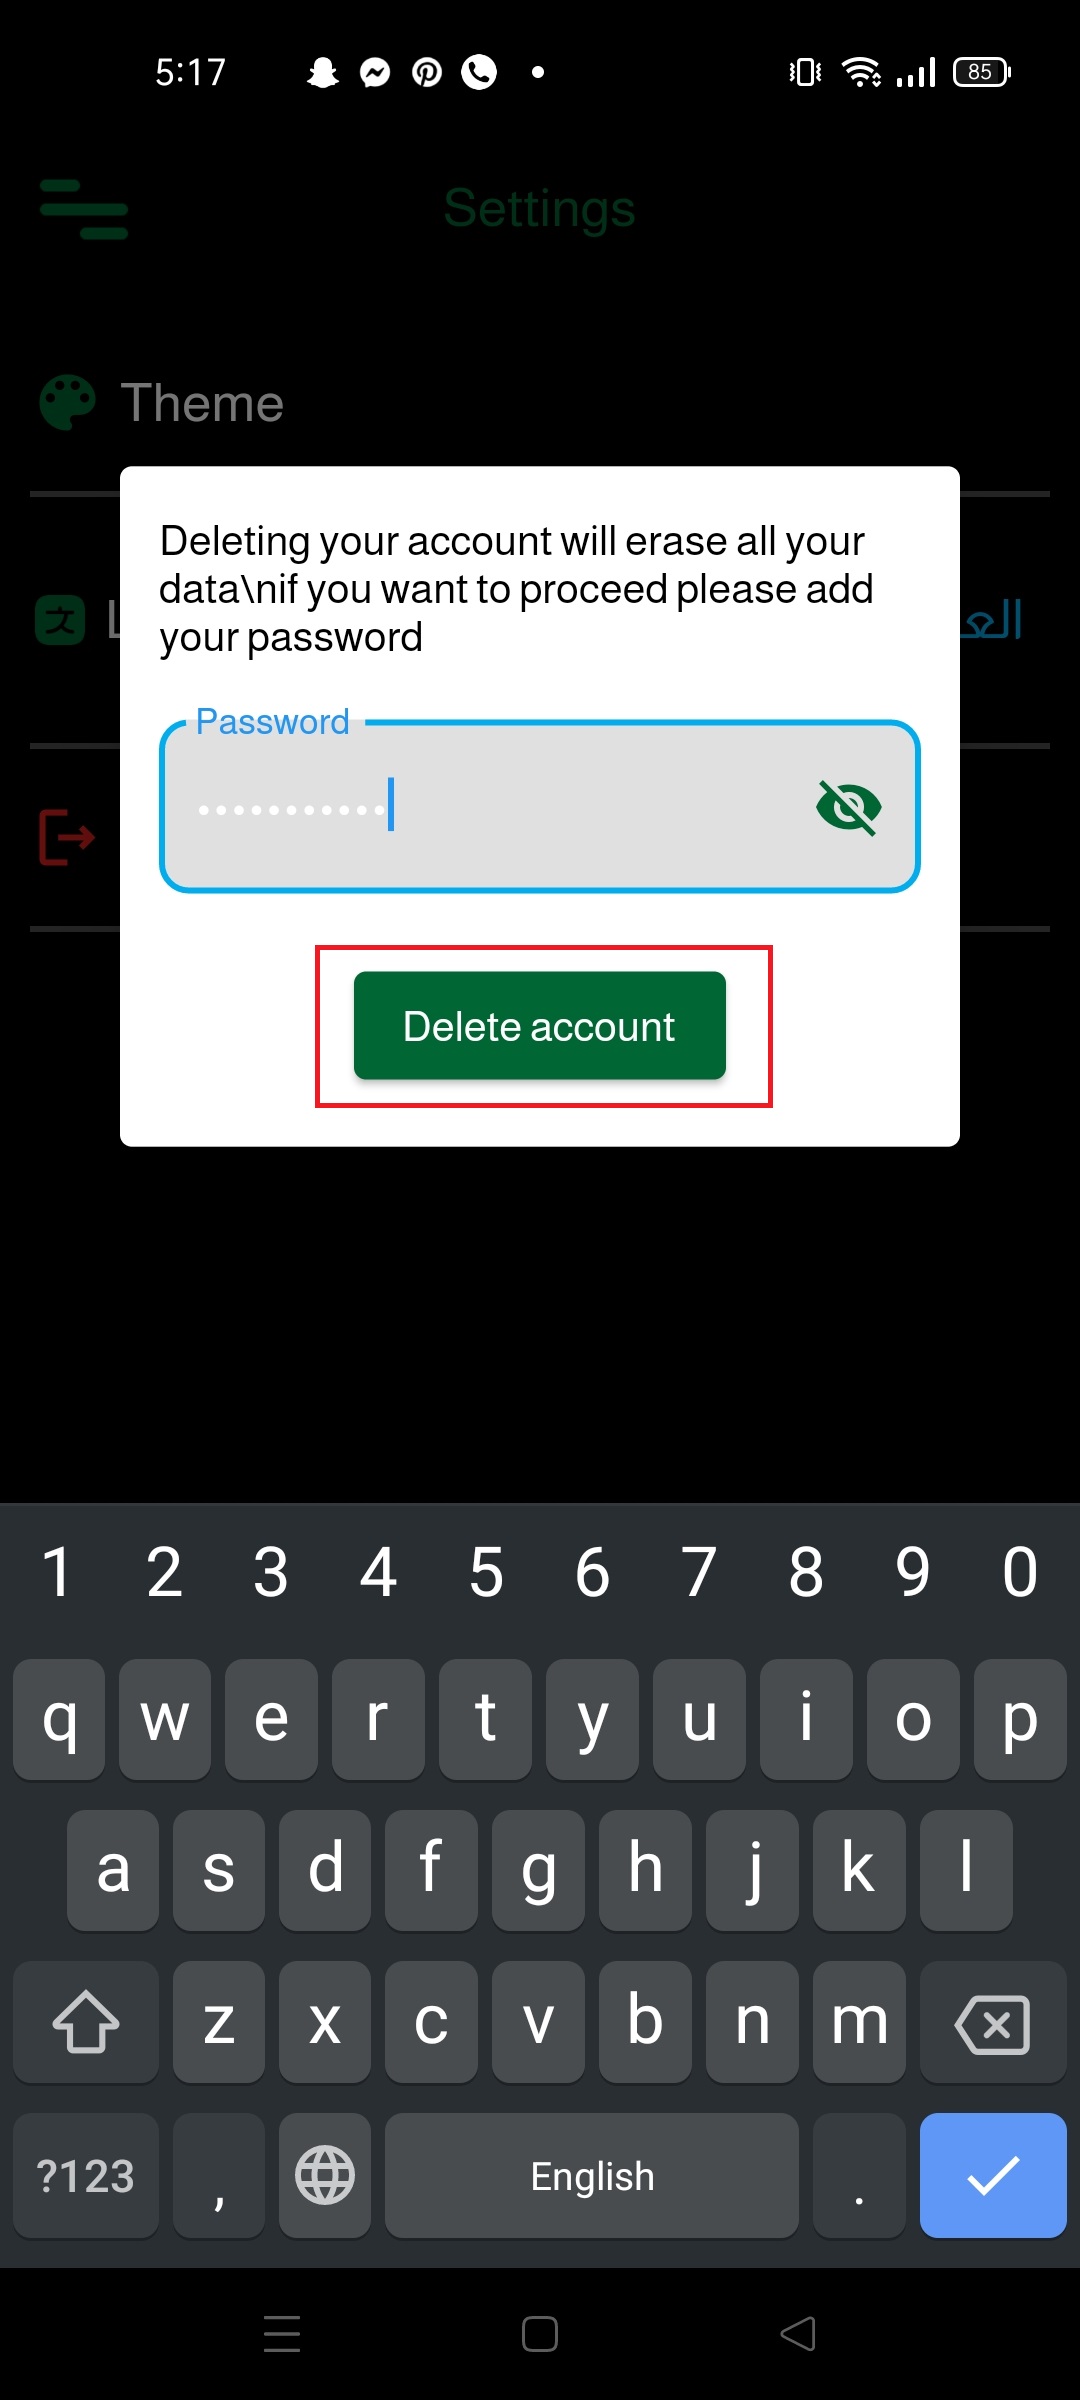 5:17
85
Settings
Theme
Deleting your account will erase all your
data\nif you want to proceed please add
your password
Password
Delete account
1 2 3 4 5 6 7 8 9 0
q w e r t y u i o p
a s d f g h j k l
z x c v b n m
?123 , English .